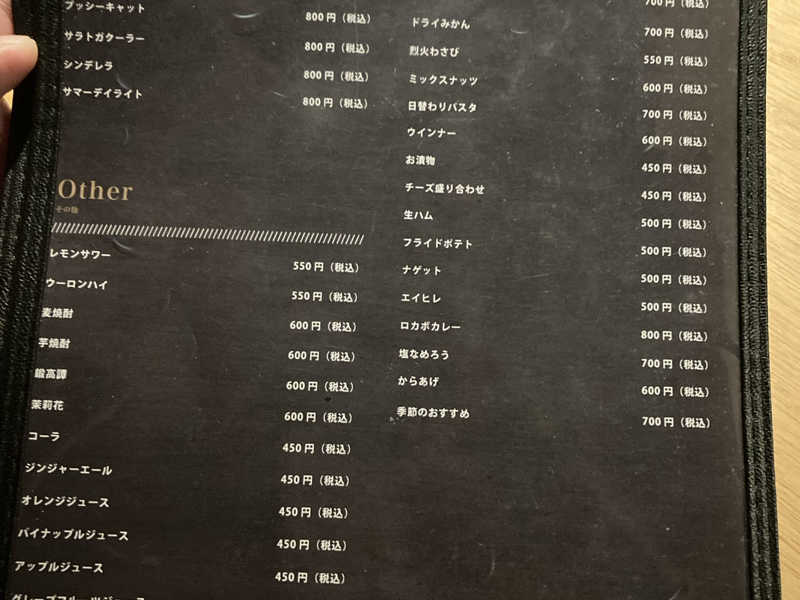 プッシーキャット 800円（税込）
サラトガクーラー 800円（税込）
シンデレラ 800円（税込）
サマーデイライト 800円（税込）
Other
その他
レモンサワー 550円（税込）
ウーロンハイ 550円（税込）
麦焼酎 600円（税込）
芋焼酎 600円（税込）
鍛高譚 600円（税込）
茉莉花 600円（税込）
コーラ 450円（税込）
ジンジャーエール 450円（税込）
オレンジジュース 450円（税込）
パイナップルジュース 450円（税込）
アップルジュース 450円（税込）
グレープフルーツジュース
700円（税込）
ドライみかん 700円（税込）
烈火わさび 550円（税込）
ミックスナッツ 600円（税込）
日替わりパスタ 700円（税込）
ウインナー 600円（税込）
お漬物 450円（税込）
チーズ盛り合わせ 450円（税込）
生ハム 500円（税込）
フライドポテト 500円（税込）
ナゲット 500円（税込）
エイヒレ 500円（税込）
ロカボカレー 800円（税込）
塩なめろう 700円（税込）
からあげ 600円（税込）
季節のおすすめ 700円（税込）